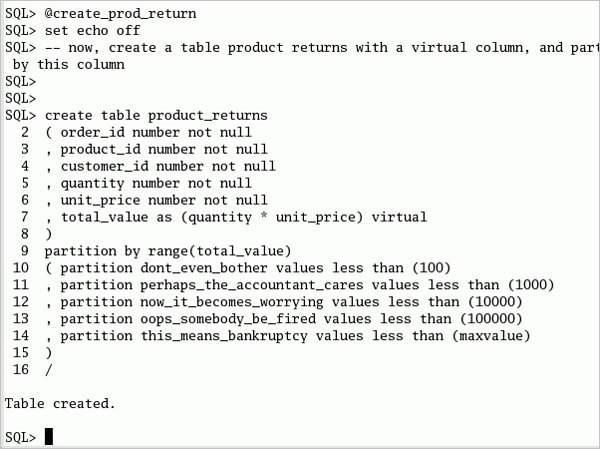 SQL> @create_prod_return
SQL> set echo off
SQL> -- now, create a table product returns with a virtual column, and part
by this column
SQL>
SQL>
SQL> create table product_returns
2 ( order_id number not null
3 , product_id number not null
4 , customer_id number not null
5 , quantity number not null
6 , unit_price number not null
7 , total_value as (quantity * unit_price) virtual
8 )
9 partition by range(total_value)
10 ( partition dont_even_bother values less than (100)
11 , partition perhaps_the_accountant_cares values less than (1000)
12 , partition now_it_becomes_worrying values less than (10000)
13 , partition oops_somebody_be_fired values less than (100000)
14 , partition this_means_bankruptcy values less than (maxvalue)
15 )
16 /
Table created.
SQL>